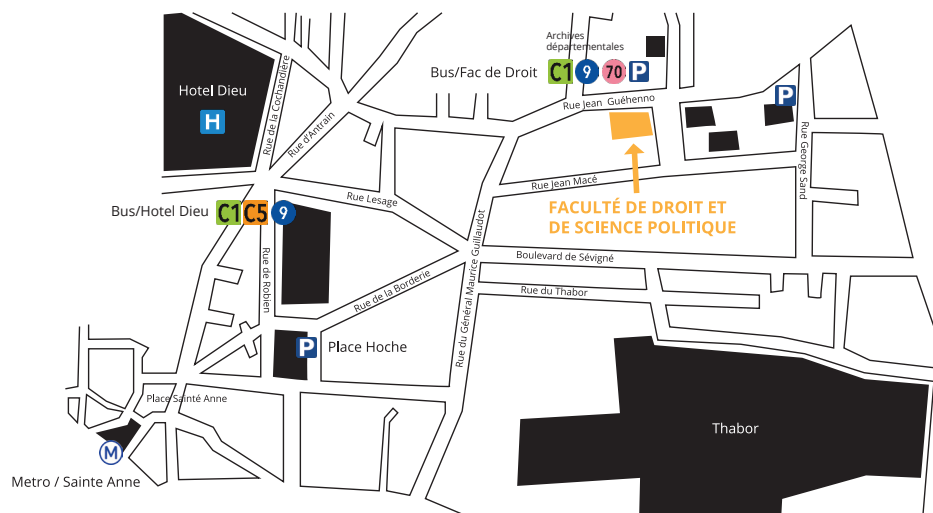 Archives
départementales
Bus/Fac de Droit C1 9 70 P
Hotel Dieu
H
Rue de la Cochardière
Rue d'Antrain
Rue Jean Guéhenno
P
Rue George Sand
Rue Jean Macé
Rue Lesage
Bus/Hotel Dieu C1 C5 9
FACULTÉ DE DROIT ET
DE SCIENCE POLITIQUE
Rue de Robien
Rue de la Borderie
Rue du Général Maurice Guillaudot
Boulevard de Sévigné
Rue du Thabor
P Place Hoche
Place Sainté Anne
Thabor
M
Metro / Sainte Anne